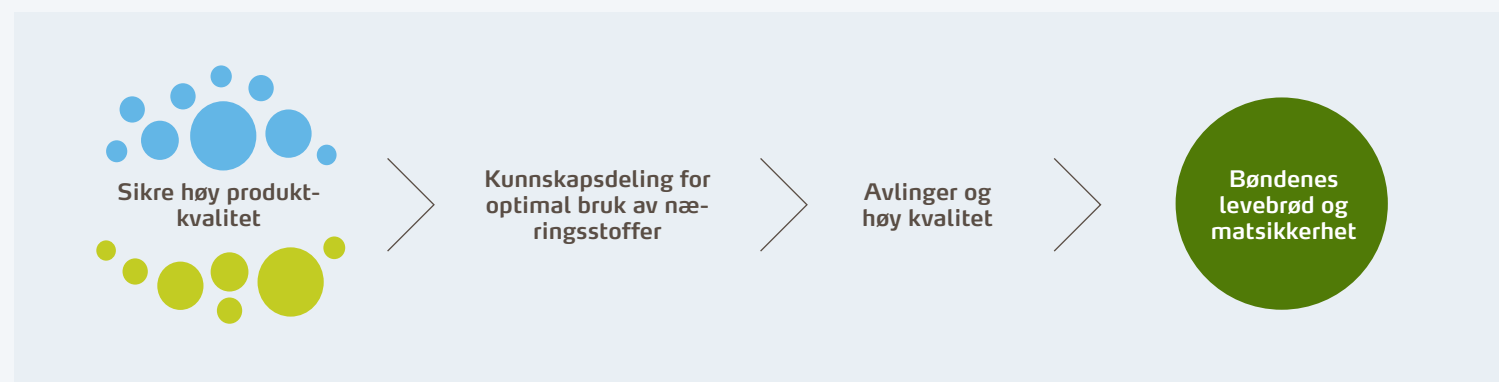 Sikre høy produkt-
kvalitet
Kunnskapsdeling for
optimal bruk av næ-
ringsstoffer
Avlinger og
høy kvalitet
Bøndenes
levebrød og
matsikkerhet